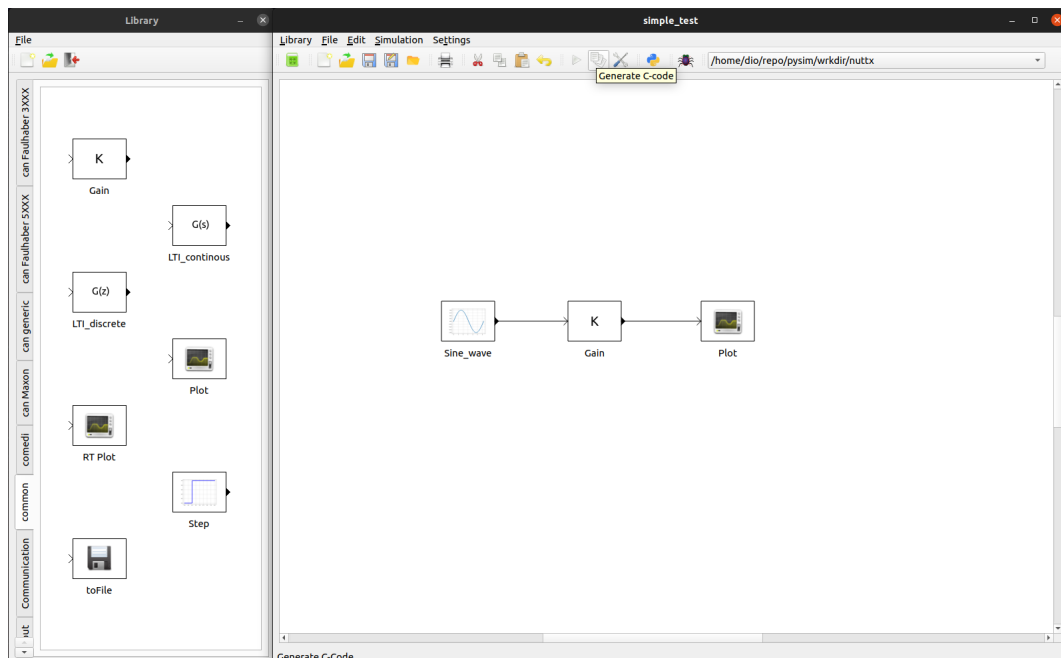 Library
File
can Faulhaber 3XXX
can Faulhaber 5XXX
can generic
can Maxon
comedi
common
Communication
K
Gain
G(s)
LTI_continous
G(z)
LTI_discrete
Plot
RT Plot
Step
toFile
simple_test
Library File Edit Simulation Settings
/home/dio/repo/pysim/wrkdir/nuttx
Generate C-code
K
Sine_wave
Gain
Plot
Generate C-Code